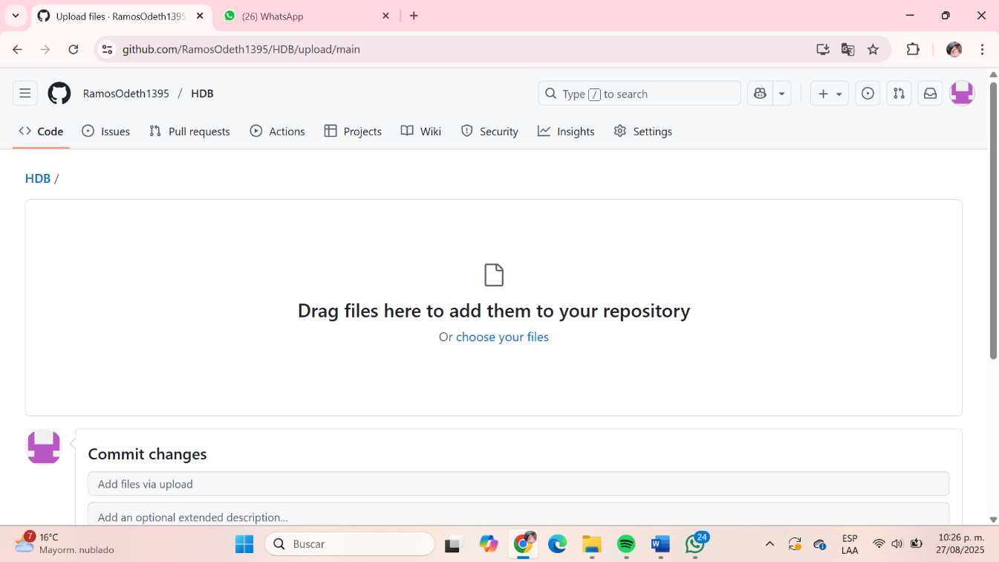 Upload files · RamosOdeth1395
(26) WhatsApp
github.com/RamosOdeth1395/HDB/upload/main
RamosOdeth1395 / HDB
Type / to search
Code
Issues
Pull requests
Actions
Projects
Wiki
Security
Insights
Settings
HDB /
Drag files here to add them to your repository
Or choose your files
Commit changes
Add files via upload
Add an optional extended description...
7
16°C
Mayorm. nublado
Buscar
24
ESP
LAA
10:26 p. m.
27/08/2025